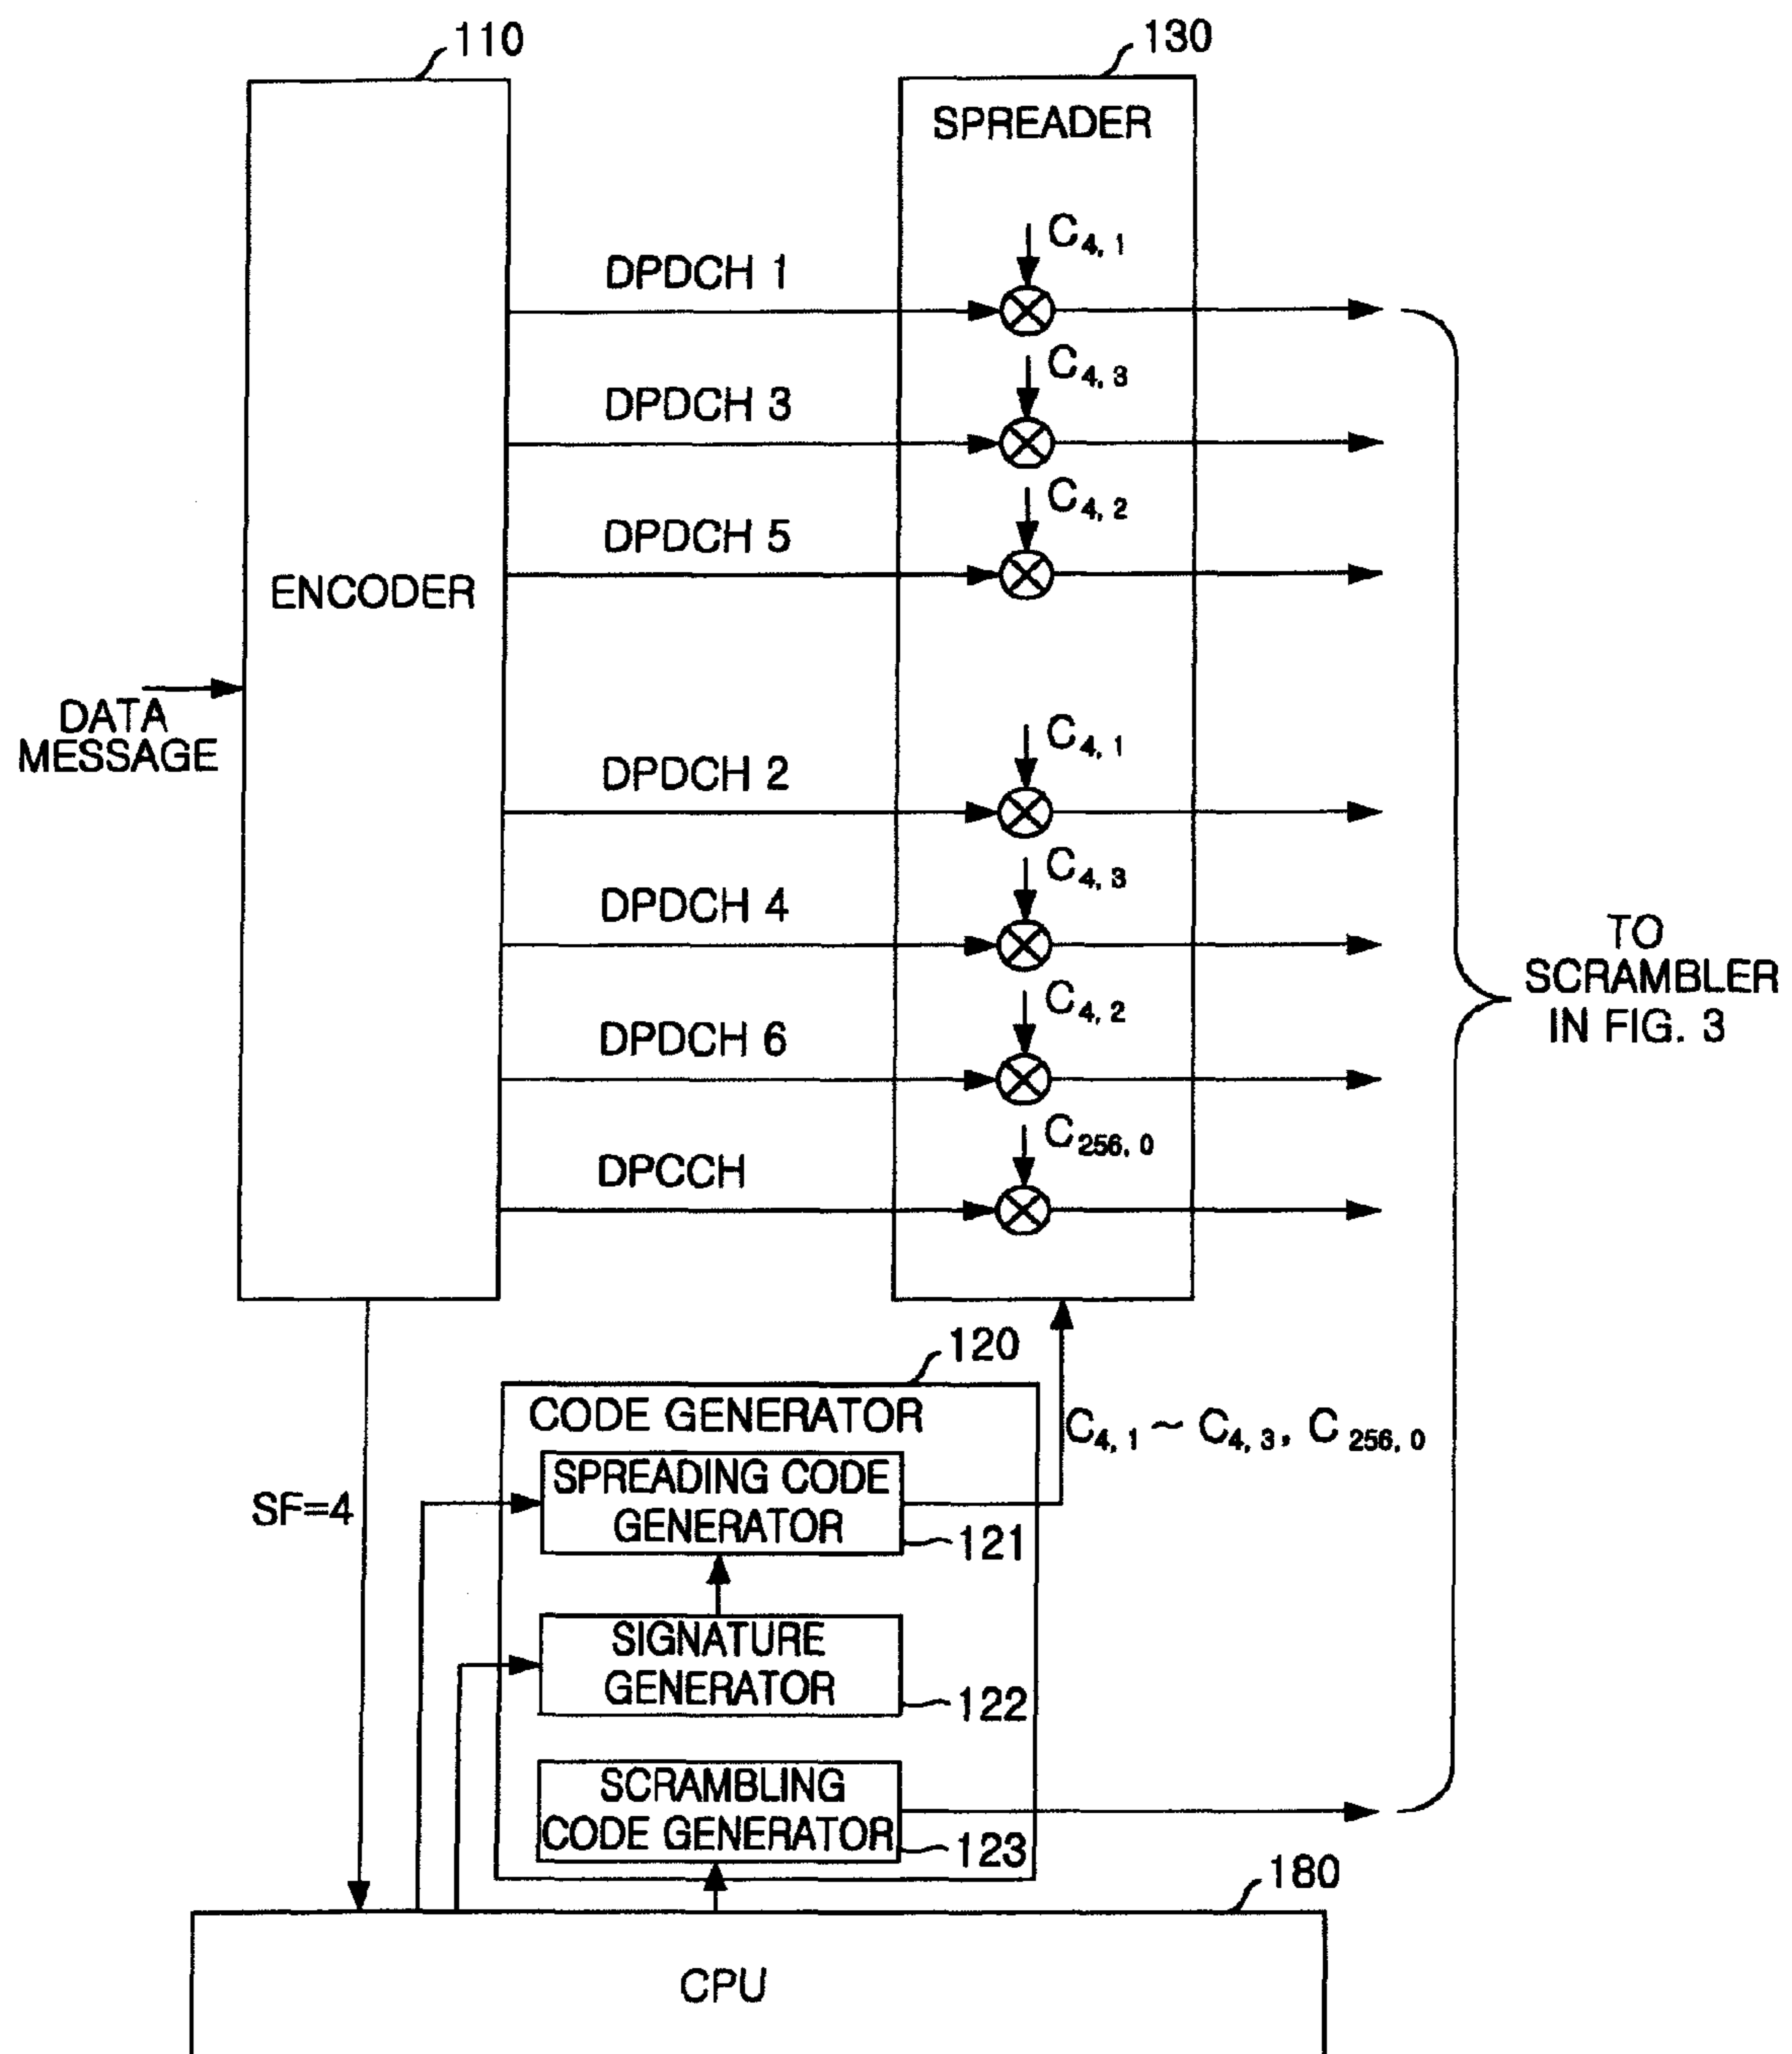 110
130
SPREADER
C4, 1
DPDCH 1
C4, 3
DPDCH 3
C4, 2
DPDCH 5
ENCODER
DATA
MESSAGE
C4, 1
DPDCH 2
C4, 3
DPDCH 4
TO
SCRAMBLER
IN FIG. 3
C4, 2
DPDCH 6
C256, 0
DPCCH
120
CODE GENERATOR
C4, 1 ~ C4, 3, C256, 0
SPREADING CODE
GENERATOR
SF=4
121
SIGNATURE
GENERATOR
122
SCRAMBLING
CODE GENERATOR
123
180
CPU